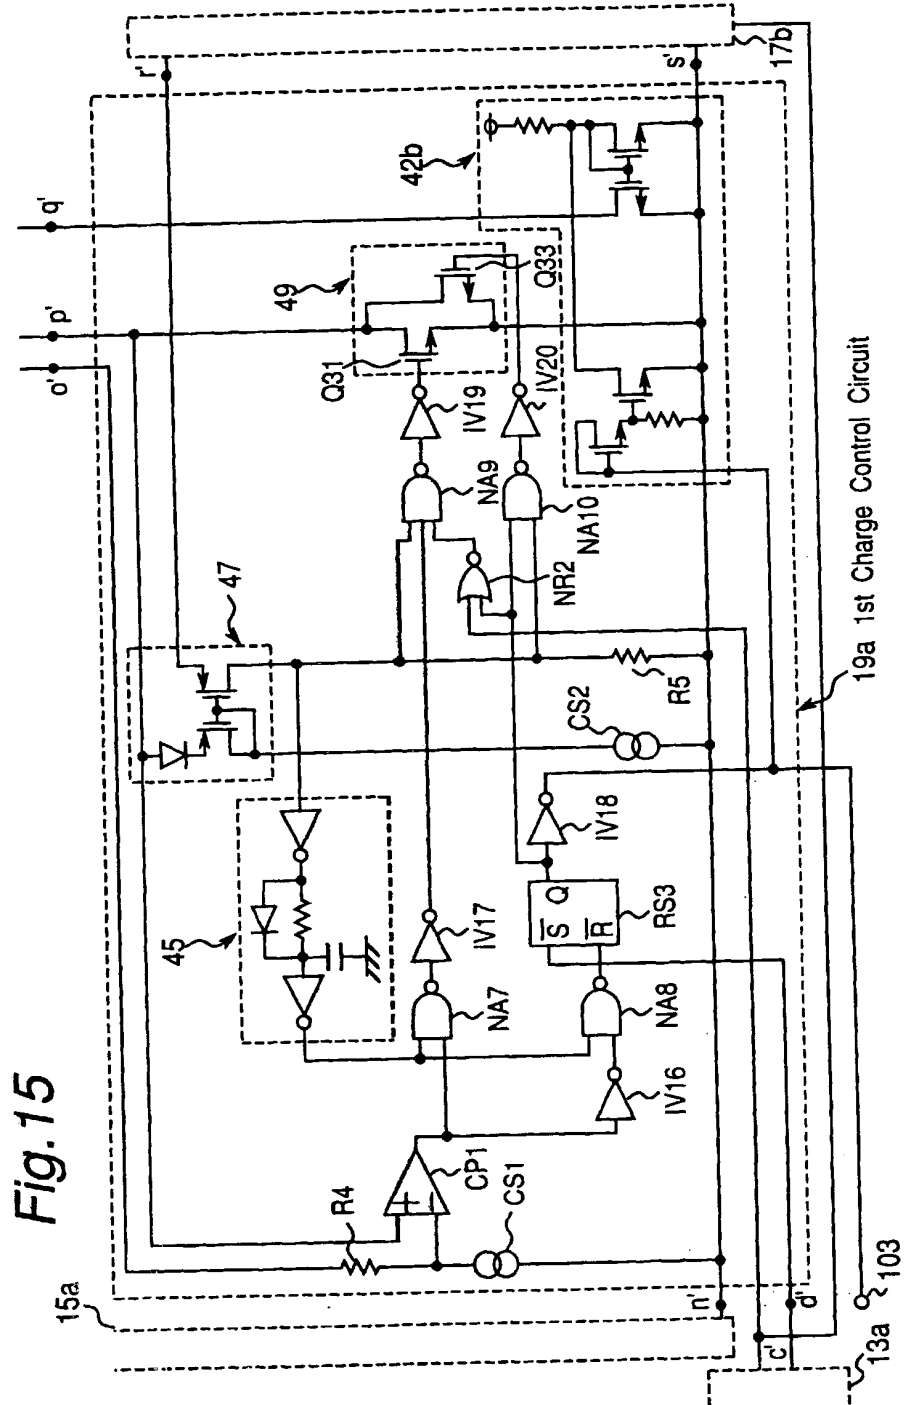 Fig.15
15a
R4
CP1
CS1
45
NA7
IV17
IV16
NA8
S
R
Q
RS3
IV18
47
CS2
R5
NR2
NA9
IV19
NA10
IV20
Q31
49
Q33
42b
o'
p'
q'
r'
s'
17b
n'
c'
d'
103
13a
19a 1st Charge Control Circuit